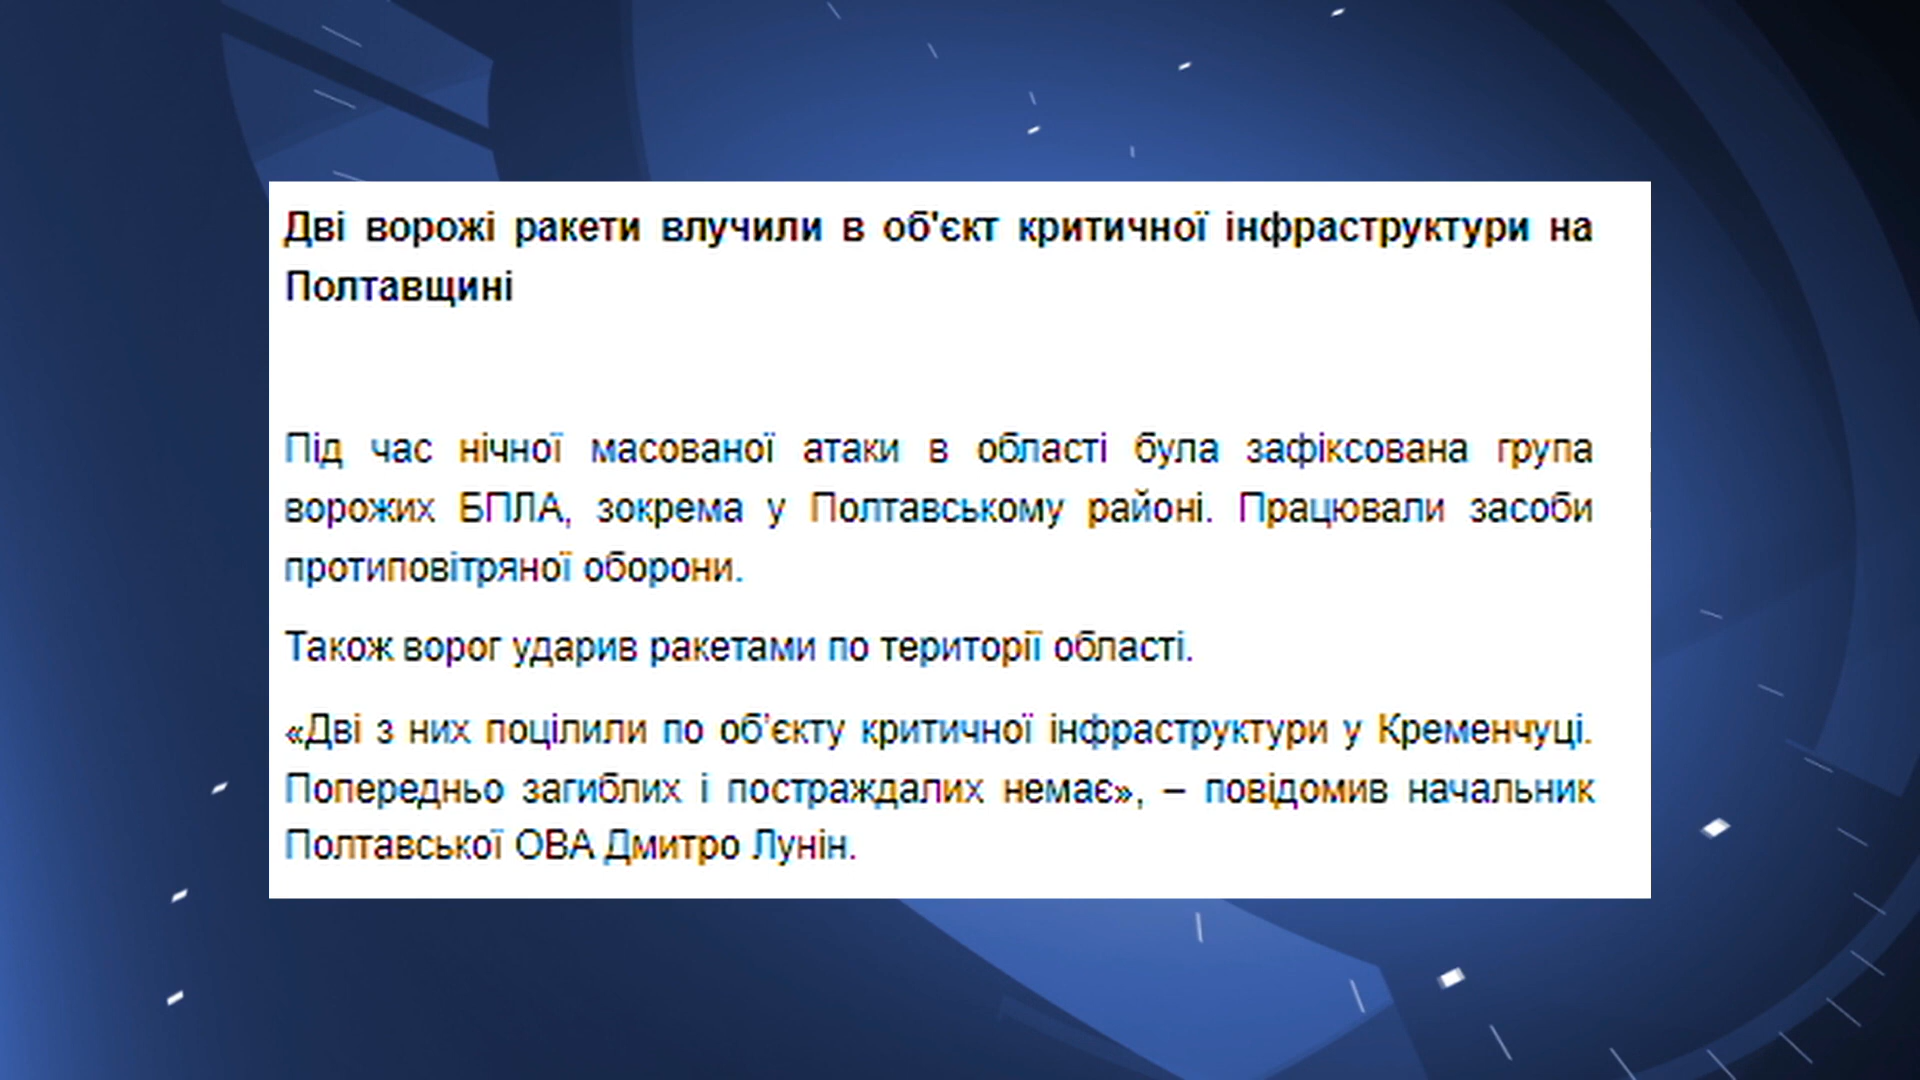 Дві ворожі ракети влучили в об'єкт критичної інфраструктури на
Полтавщині
Під час нічної масованої атаки в області була зафіксована група
ворожих БПЛА, зокрема у Полтавському районі. Працювали засоби
протиповітряної оборони.
Також ворог ударив ракетами по території області.
«Дві з них поцілили по об'єкту критичної інфраструктури у Кременчуці.
Попередньо загиблих і постраждалих немає», – повідомив начальник
Полтавської ОВА Дмитро Лунін.